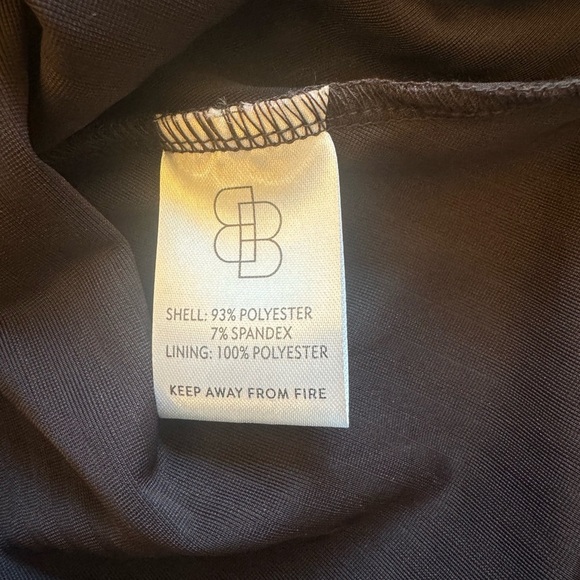 SHELL: 93% POLYESTER
7% SPANDEX
LINING: 100% POLYESTER
KEEP AWAY FROM FIRE